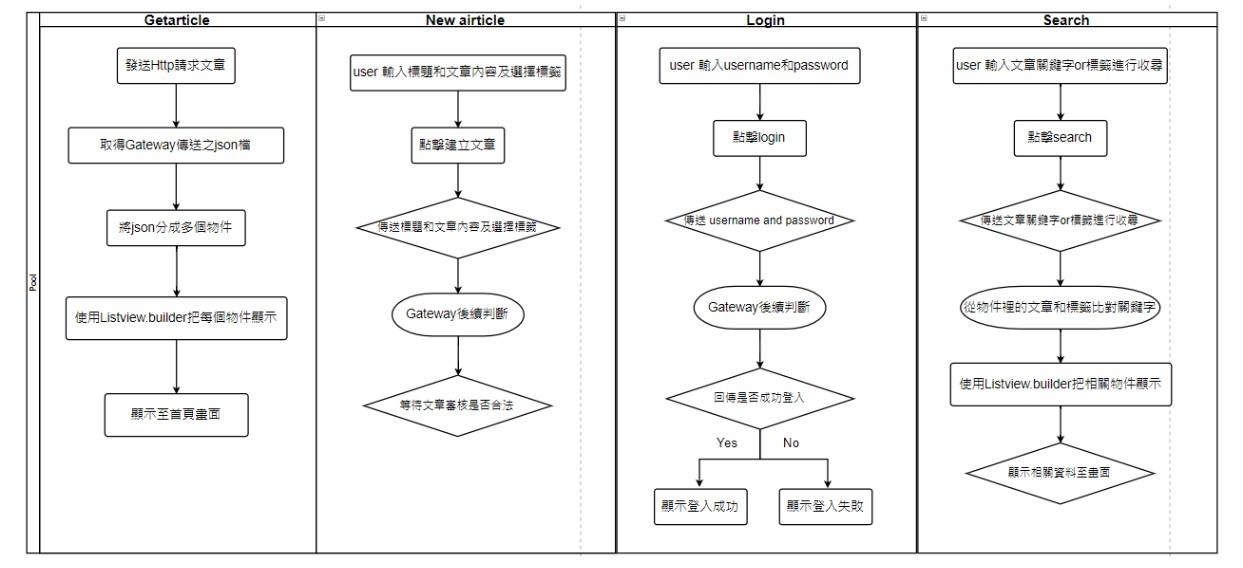 Pool
Getarticle
發送Http請求文章
取得Gateway傳送之json檔
將json分成多個物件
使用Listview.builder把每個物件顯示
顯示至首頁畫面
New airticle
user 輸入標題和文章內容及選擇標籤
點擊建立文章
傳送標題和文章內容及選擇標籤
Gateway後續判斷
等待文章審核是否合法
Login
user 輸入username和password
點擊login
傳送 username and password
Gateway後續判斷
回傳是否成功登入
Yes
No
顯示登入成功
顯示登入失敗
Search
user 輸入文章關鍵字or標籤進行收尋
點擊search
傳送文章關鍵字or標籤進行收尋
從物件裡的文章和標籤比對關鍵字
使用Listview.builder把相關物件顯示
顯示相關資料至畫面